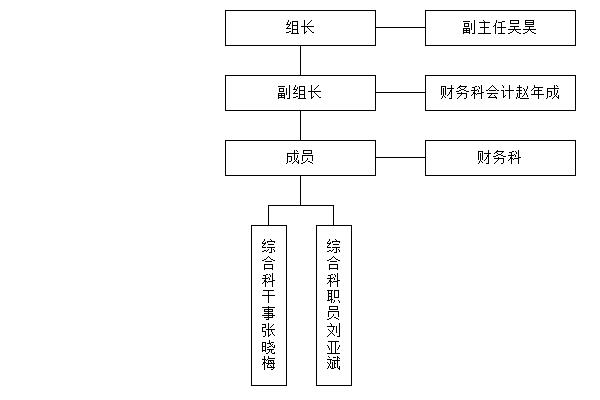 组长
副主任吴昊
副组长
财务科会计赵年成
成员
财务科
综合科干事张晓梅
综合科职员刘亚斌